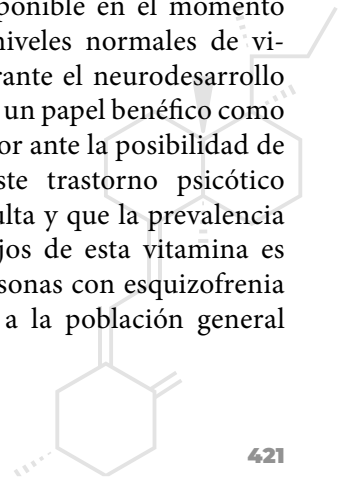 ponible en el momento
niveles normales de vi-
rante el neurodesarrollo
un papel benéfico como
or ante la posibilidad de
ste trastorno psicótico
ulta y que la prevalencia
jos de esta vitamina es
sonas con esquizofrenia
a la población general
421